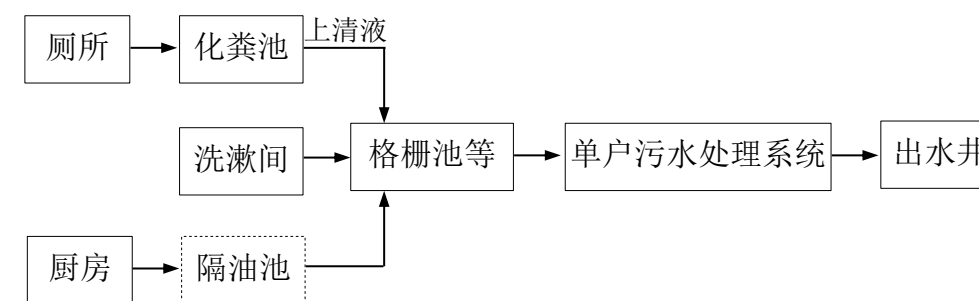 厕所
化粪池
上清液
洗漱间
格栅池等
单户污水处理系统
出水井
厨房
隔油池